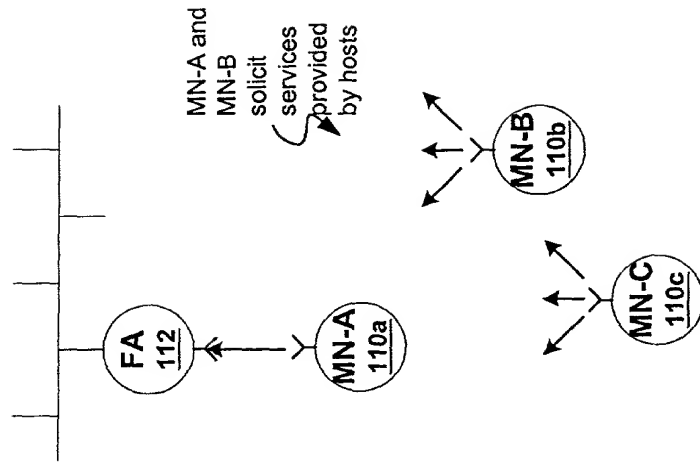 MN-A and
MN-B
solicit
services
provided
by hosts
FA
112
MN-A
110a
MN-B
110b
MN-C
110c